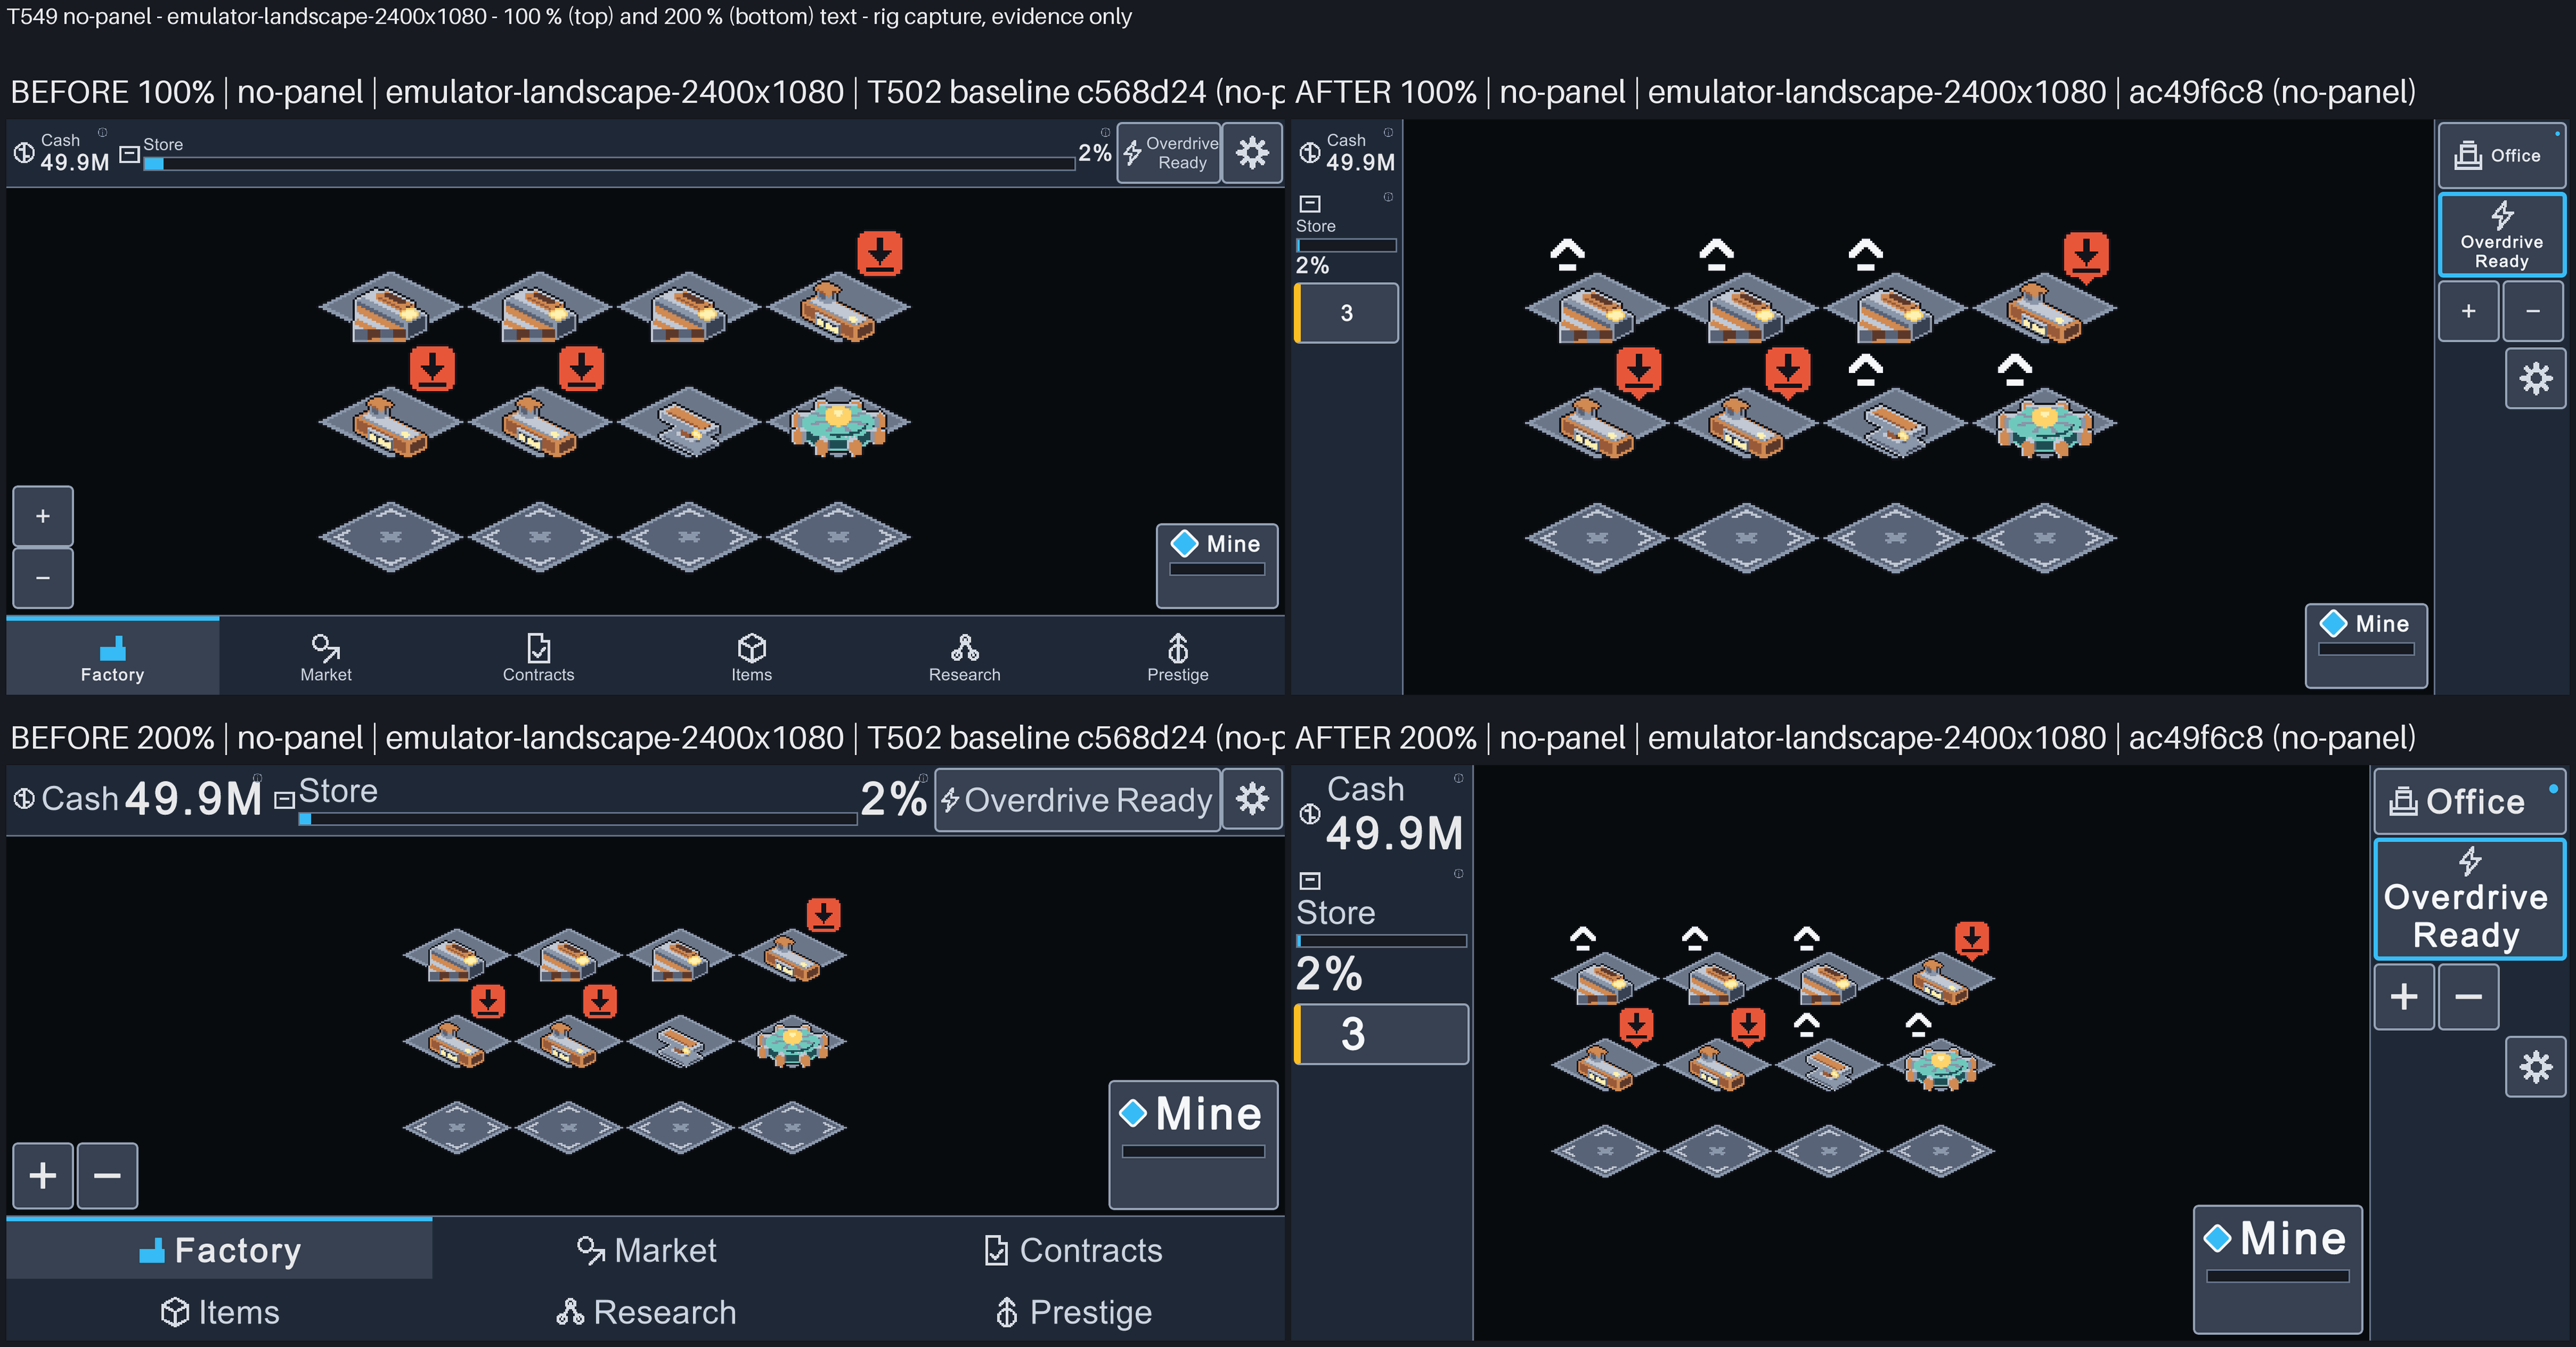 T549 no-panel - emulator-landscape-2400x1080 - 100 % (top) and 200 % (bottom) text - rig capture, evidence only
BEFORE 100% | no-panel | emulator-landscape-2400x1080 | T502 baseline c568d24 (no-p
Cash
49.9M
Store
2%
Overdrive
Ready
+
−
Mine
Factory
Market
Contracts
Items
Research
Prestige
AFTER 100% | no-panel | emulator-landscape-2400x1080 | ac49f6c8 (no-panel)
Cash
49.9M
Store
2%
3
Office
Overdrive
Ready
+
−
Mine
BEFORE 200% | no-panel | emulator-landscape-2400x1080 | T502 baseline c568d24 (no-p
Cash 49.9M
Store
2%
Overdrive Ready
+ −
Mine
Factory
Market
Contracts
Items
Research
Prestige
AFTER 200% | no-panel | emulator-landscape-2400x1080 | ac49f6c8 (no-panel)
Cash
49.9M
Store
2%
3
Office
Overdrive
Ready
+ −
Mine